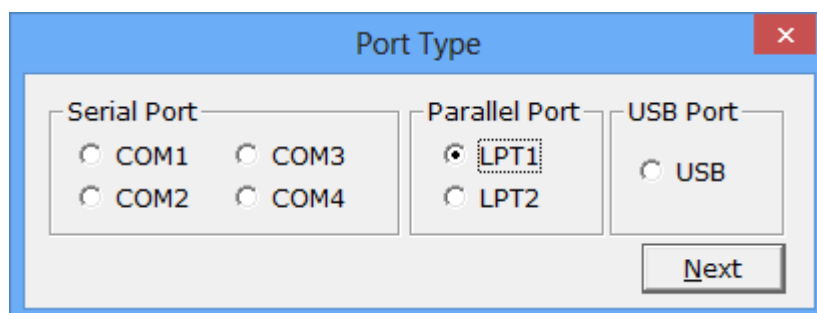 Port Type
Serial Port
COM1 COM3
COM2 COM4
Parallel Port
LPT1
LPT2
USB Port
USB
Next